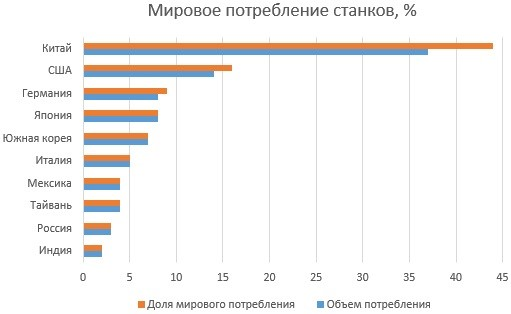 Мировое потребление станков, %
Китай
США
Германия
Япония
Южная корея
Италия
Мексика
Тайвань
Россия
Индия
0 5 10 15 20 25 30 35 40 45
Доля мирового потребления Объем потребления